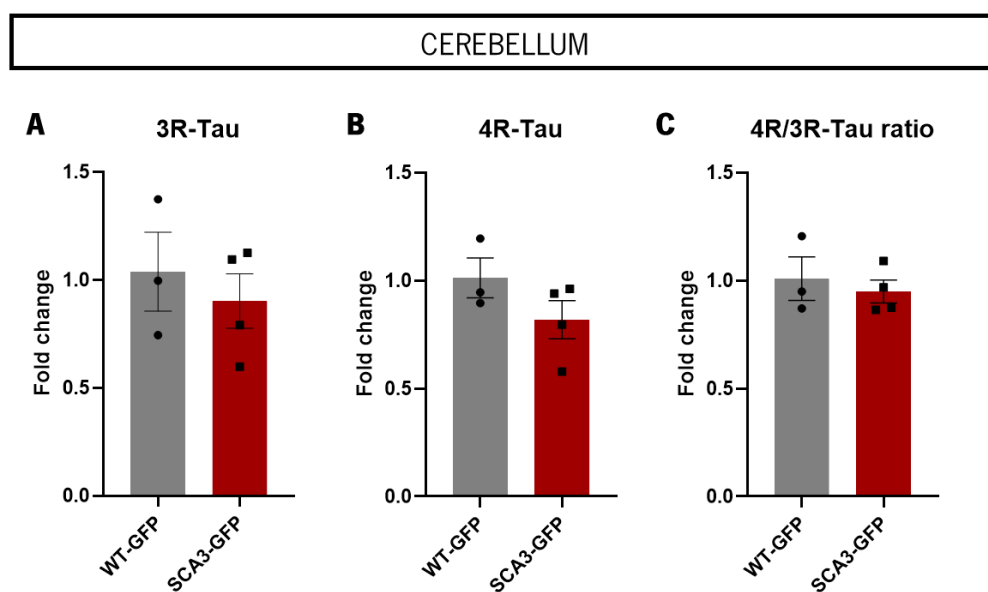 CEREBELLUM
A 3R-Tau
Fold change
1.5
1.0
0.5
0.0
WT-GFP
SCA3-GFP
B 4R-Tau
Fold change
1.5
1.0
0.5
0.0
WT-GFP
SCA3-GFP
C 4R/3R-Tau ratio
Fold change
1.5
1.0
0.5
0.0
WT-GFP
SCA3-GFP